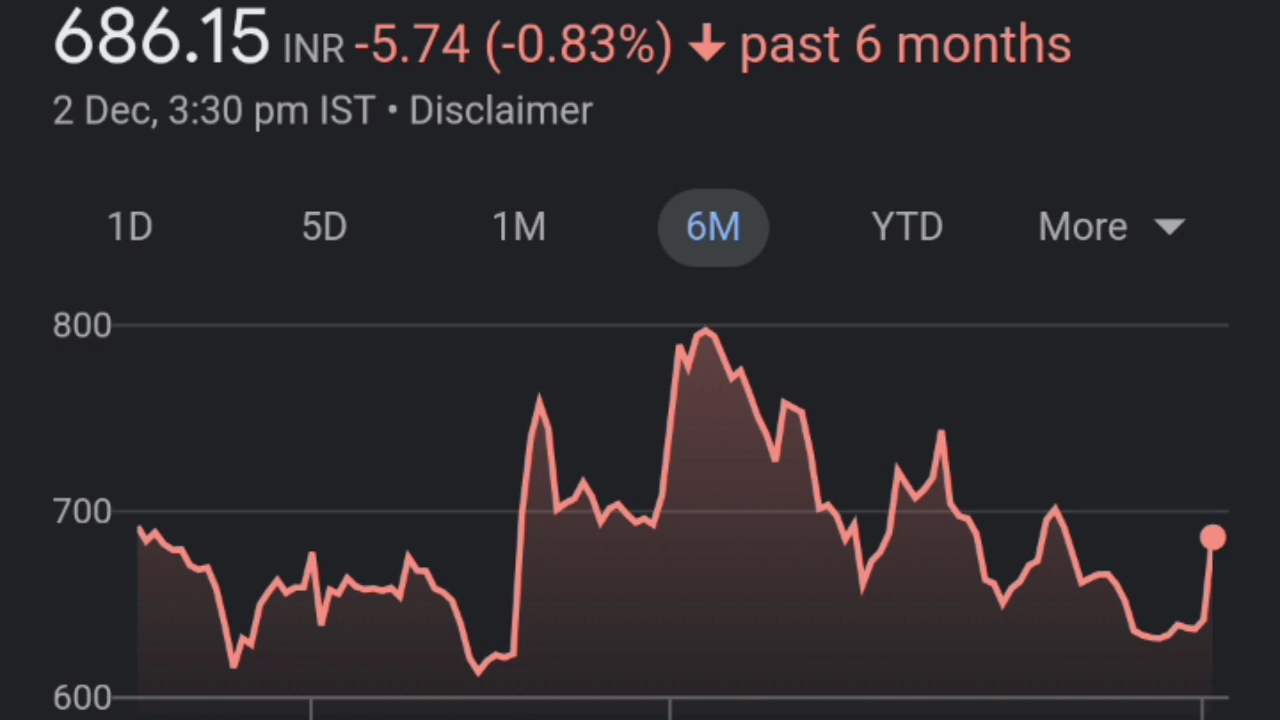 686.15 INR -5.74 (-0.83%) ↓ past 6 months
2 Dec, 3:30 pm IST • Disclaimer
1D 5D 1M 6M YTD More
800
700
600